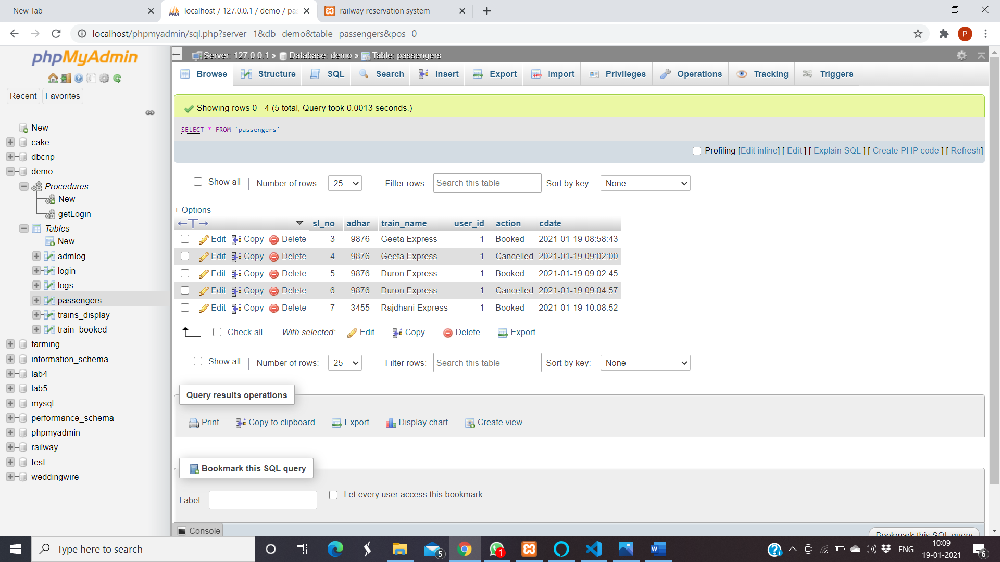 New Tab
localhost / 127.0.0.1 / demo / pas
railway reservation system
localhost/phpmyadmin/sql.php?server=1&db=demo&table=passengers&pos=0
P
phpMyAdmin
Recent Favorites
New
cake
dbcnp
demo
Procedures
New
getLogin
Tables
New
admlog
login
logs
passengers
trains_display
train_booked
farming
information_schema
lab4
lab5
mysql
performance_schema
phpmyadmin
railway
test
weddingwire
Server: 127.0.0.1 » Database: demo » Table: passengers
Browse Structure SQL Search Insert Export Import Privileges Operations Tracking Triggers
Showing rows 0 - 4 (5 total, Query took 0.0013 seconds.)
SELECT * FROM `passengers`
Profiling [Edit inline] [ Edit ] [ Explain SQL ] [ Create PHP code ] [ Refresh]
Show all | Number of rows: 25 Filter rows: Search this table Sort by key: None
+ Options
←T→ sl_no adhar train_name user_id action cdate
Edit Copy Delete 3 9876 Geeta Express 1 Booked 2021-01-19 08:58:43
Edit Copy Delete 4 9876 Geeta Express 1 Cancelled 2021-01-19 09:02:00
Edit Copy Delete 5 9876 Duron Express 1 Booked 2021-01-19 09:02:45
Edit Copy Delete 6 9876 Duron Express 1 Cancelled 2021-01-19 09:04:57
Edit Copy Delete 7 3455 Rajdhani Express 1 Booked 2021-01-19 10:08:52
Check all With selected: Edit Copy Delete Export
Show all | Number of rows: 25 Filter rows: Search this table Sort by key: None
Query results operations
Print Copy to clipboard Export Display chart Create view
Bookmark this SQL query
Label: Let every user access this bookmark
Console
Bookmark this SQL query
Type here to search
5
1
ENG
10:09
19-01-2021
6